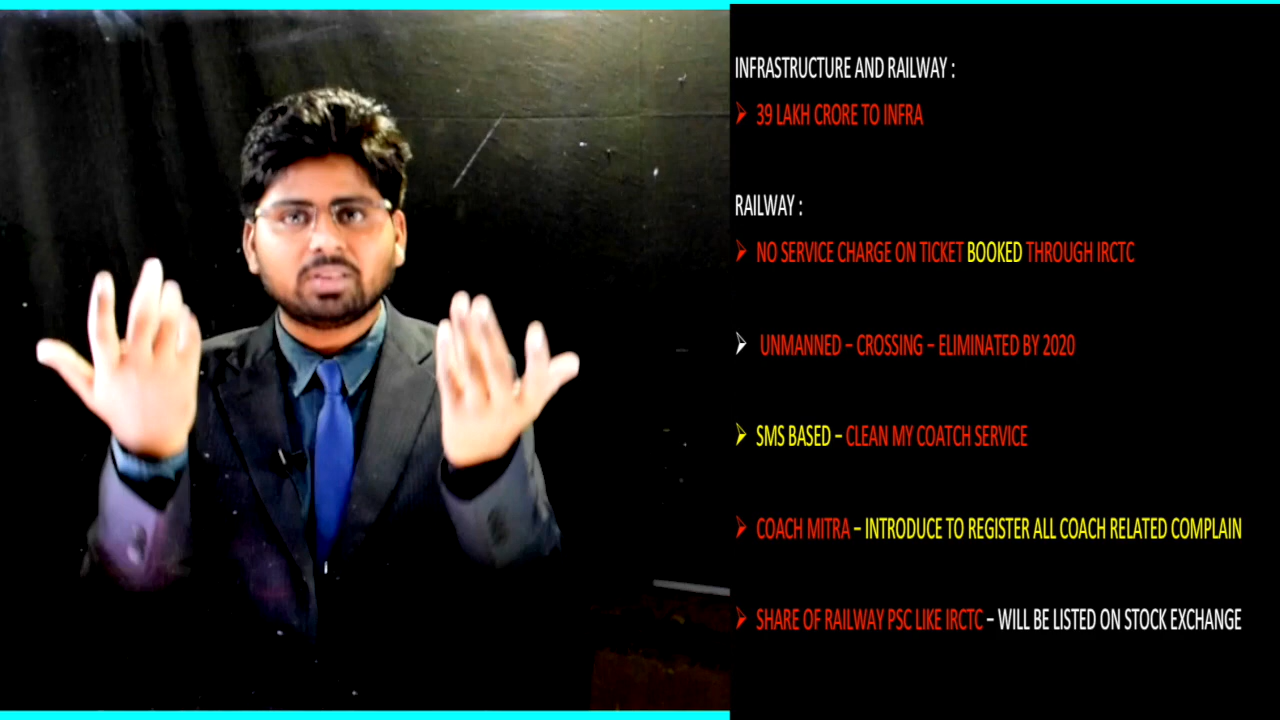 INFRASTRUCTURE AND RAILWAY :
➢ 39 LAKH CRORE TO INFRA
RAILWAY :
➢ NO SERVICE CHARGE ON TICKET BOOKED THROUGH IRCTC
➢ UNMANNED – CROSSING – ELIMINATED BY 2020
➢ SMS BASED – CLEAN MY COATCH SERVICE
➢ COACH MITRA – INTRODUCE TO REGISTER ALL COACH RELATED COMPLAIN
➢ SHARE OF RAILWAY PSC LIKE IRCTC – WILL BE LISTED ON STOCK EXCHANGE